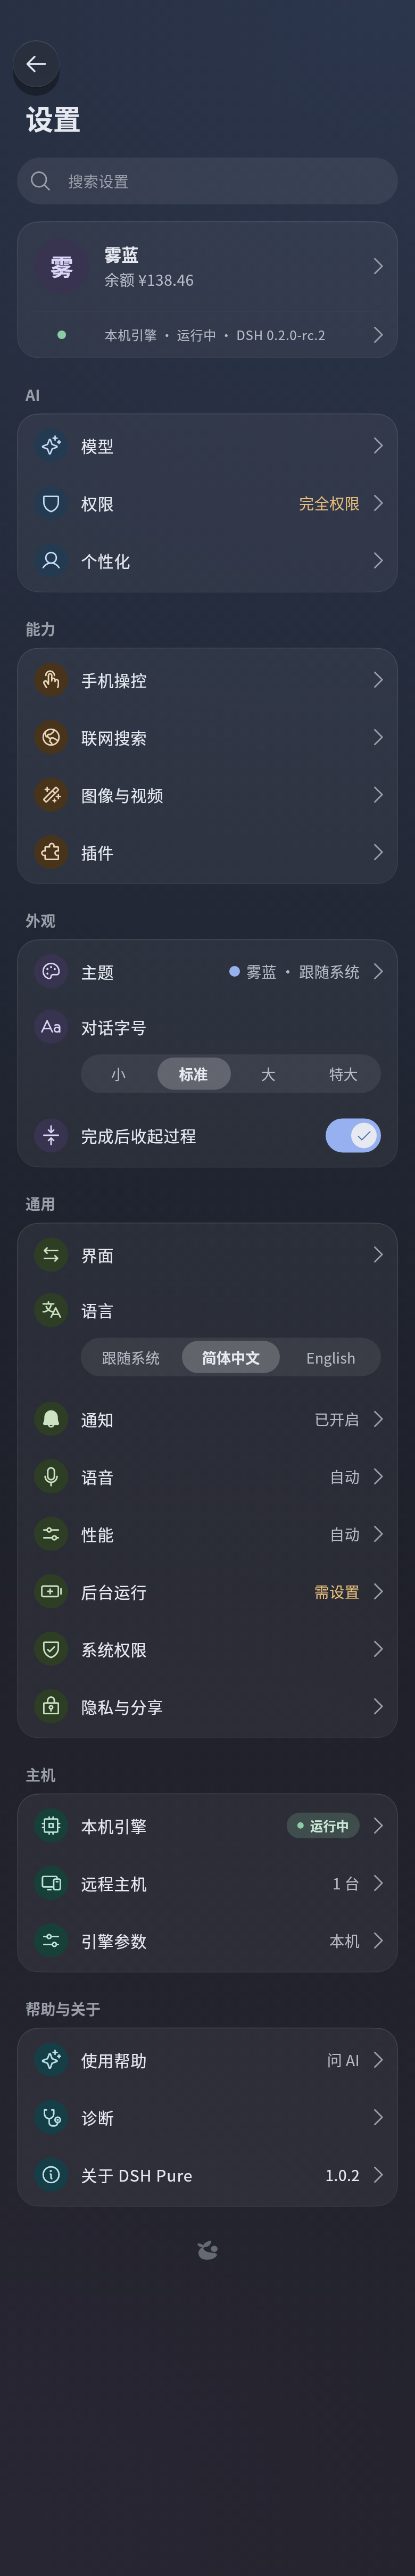 设置
搜索设置
雾
雾蓝
余额 ¥138.46
本机引擎 · 运行中 · DSH 0.2.0-rc.2
AI
模型
权限 完全权限
个性化
能力
手机操控
联网搜索
图像与视频
插件
外观
主题 雾蓝 · 跟随系统
Aa 对话字号
小 标准 大 特大
完成后收起过程
通用
界面
语言
跟随系统 简体中文 English
通知 已开启
语音 自动
性能 自动
后台运行 需设置
系统权限
隐私与分享
主机
本机引擎 运行中
远程主机 1 台
引擎参数 本机
帮助与关于
使用帮助 问 AI
诊断
关于 DSH Pure 1.0.2